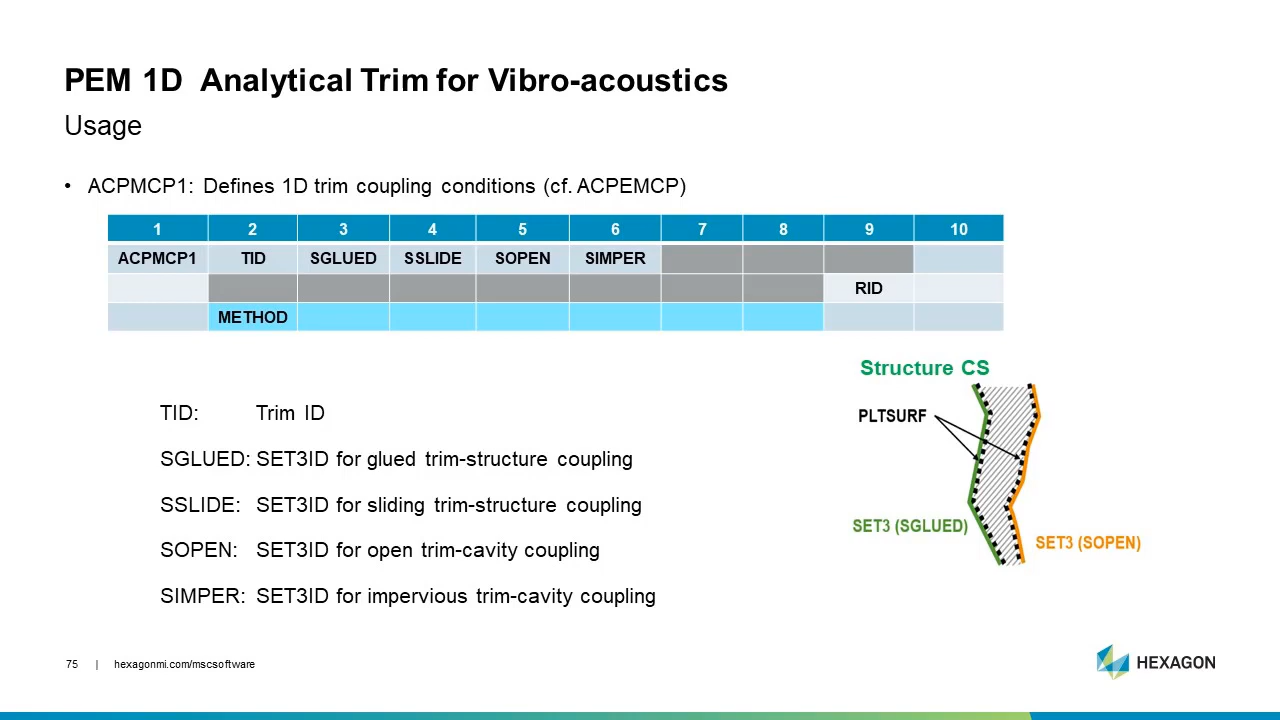 PEM 1D  Analytical Trim for Vibro-acoustics
Usage
• ACPMCP1: Defines 1D trim coupling conditions (cf. ACPEMCP)
1 2 3 4 5 6 7 8 9 10
ACPMCP1 TID SGLUED SSLIDE SOPEN SIMPER
RID
METHOD
Structure CS
PLTSURF
SET3 (SGLUED)
SET3 (SOPEN)
TID: Trim ID
SGLUED: SET3ID for glued trim-structure coupling
SSLIDE: SET3ID for sliding trim-structure coupling
SOPEN: SET3ID for open trim-cavity coupling
SIMPER: SET3ID for impervious trim-cavity coupling
75 | hexagonmi.com/mscsoftware
HEXAGON